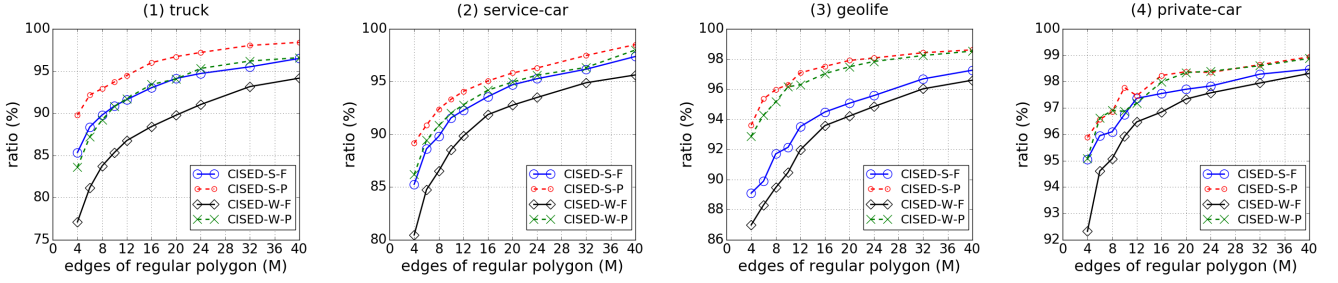 (1) truck
ratio (%)
100
95
90
85
80
75
0 4 8 12 16 20 24 28 32 36 40
edges of regular polygon (M)
CISED-S-F
CISED-S-P
CISED-W-F
CISED-W-P
(2) service-car
ratio (%)
100
95
90
85
80
0 4 8 12 16 20 24 28 32 36 40
edges of regular polygon (M)
CISED-S-F
CISED-S-P
CISED-W-F
CISED-W-P
(3) geolife
ratio (%)
100
98
96
94
92
90
88
86
0 4 8 12 16 20 24 28 32 36 40
edges of regular polygon (M)
CISED-S-F
CISED-S-P
CISED-W-F
CISED-W-P
(4) private-car
ratio (%)
100
99
98
97
96
95
94
93
92
0 4 8 12 16 20 24 28 32 36 40
edges of regular polygon (M)
CISED-S-F
CISED-S-P
CISED-W-F
CISED-W-P